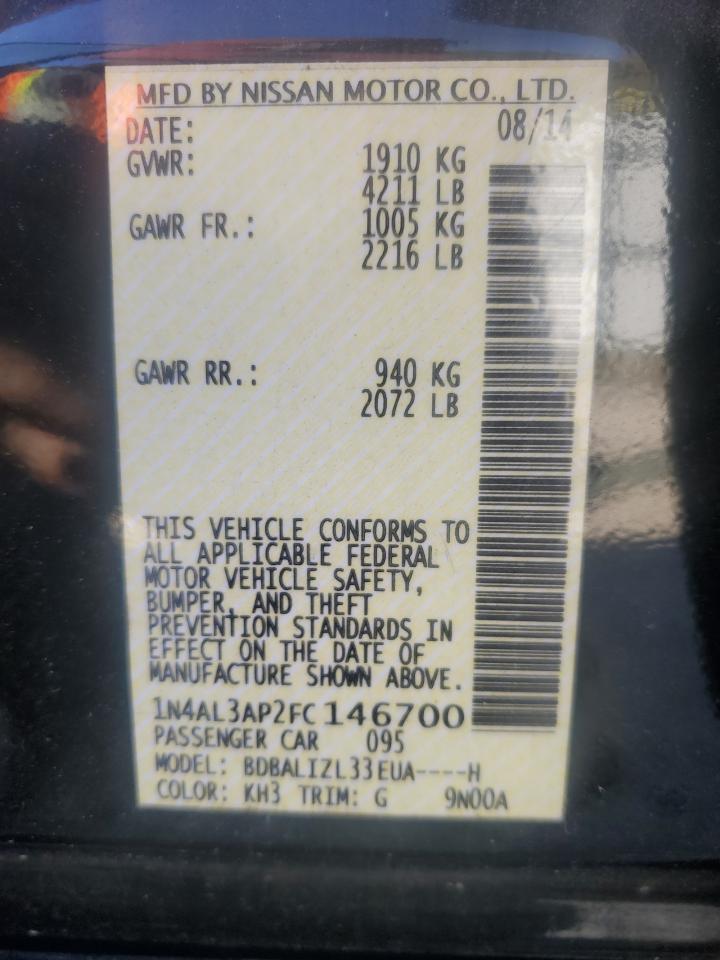 MFD BY NISSAN MOTOR CO., LTD.
DATE: 08/14
GVWR: 1910 KG
4211 LB
GAWR FR.: 1005 KG
2216 LB
GAWR RR.: 940 KG
2072 LB
THIS VEHICLE CONFORMS TO
ALL APPLICABLE FEDERAL
MOTOR VEHICLE SAFETY,
BUMPER, AND THEFT
PREVENTION STANDARDS IN
EFFECT ON THE DATE OF
MANUFACTURE SHOWN ABOVE.
1N4AL3AP2FC146700
PASSENGER CAR 095
MODEL: BDBALIZL33EUA----H
COLOR: KH3 TRIM: G 9N00A